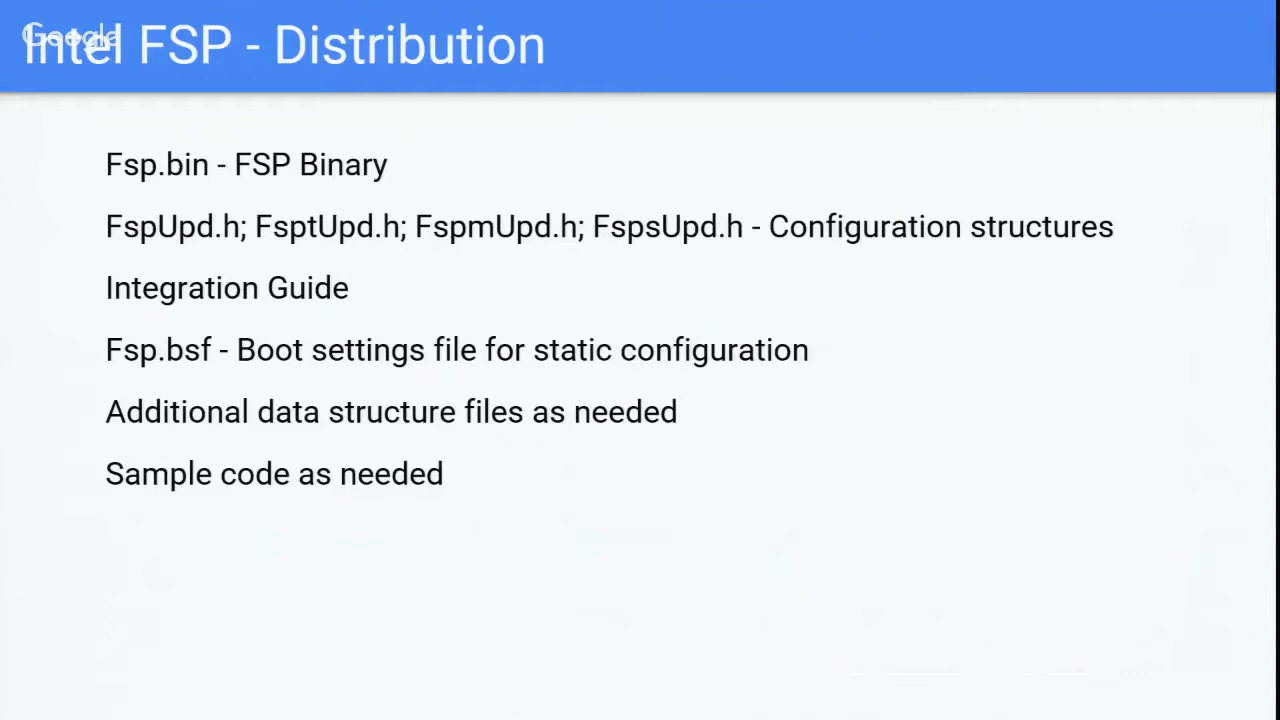 Google
Intel FSP - Distribution
Fsp.bin - FSP Binary
FspUpd.h; FsptUpd.h; FspmUpd.h; FspsUpd.h - Configuration structures
Integration Guide
Fsp.bsf - Boot settings file for static configuration
Additional data structure files as needed
Sample code as needed